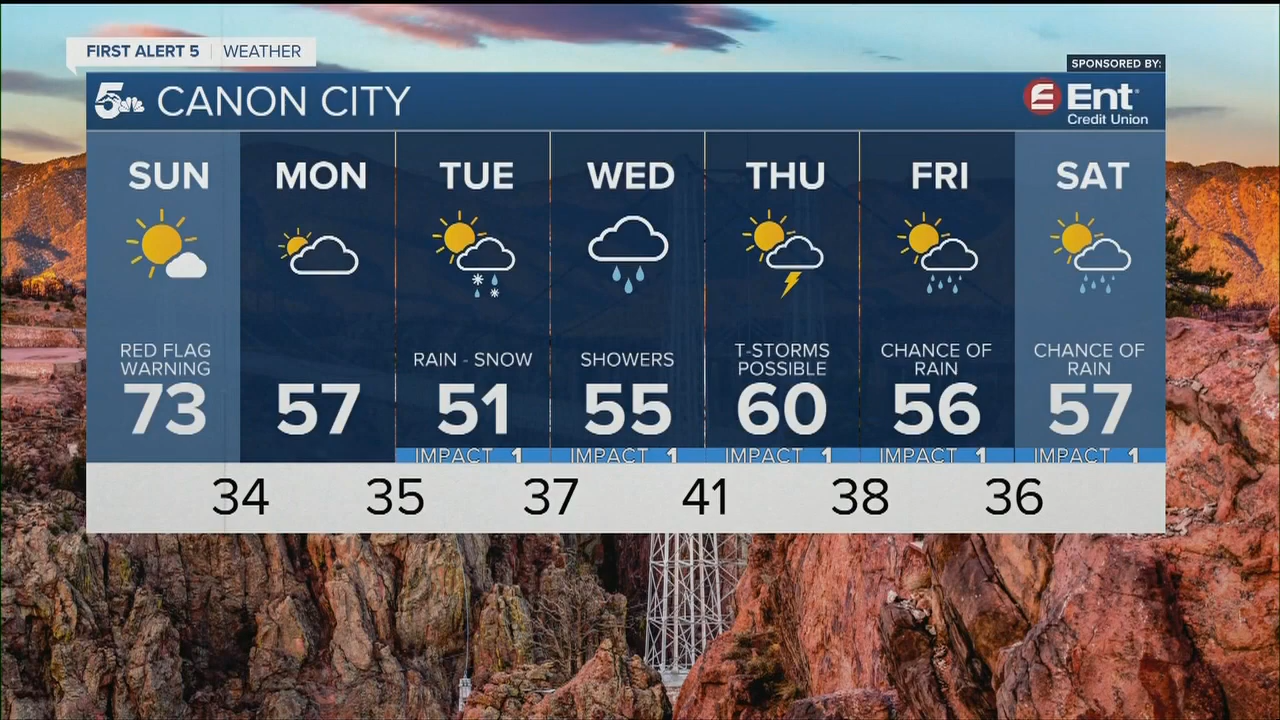 FIRST ALERT 5 | WEATHER
SPONSORED BY:
5 CANON CITY
Ent
Credit Union
SUN MON TUE WED THU FRI SAT
RED FLAG WARNING
RAIN - SNOW
SHOWERS
T-STORMS POSSIBLE
CHANCE OF RAIN
CHANCE OF RAIN
73 57 51 55 60 56 57
IMPACT 1 IMPACT 1 IMPACT 1 IMPACT 1 IMPACT 1
34 35 37 41 38 36